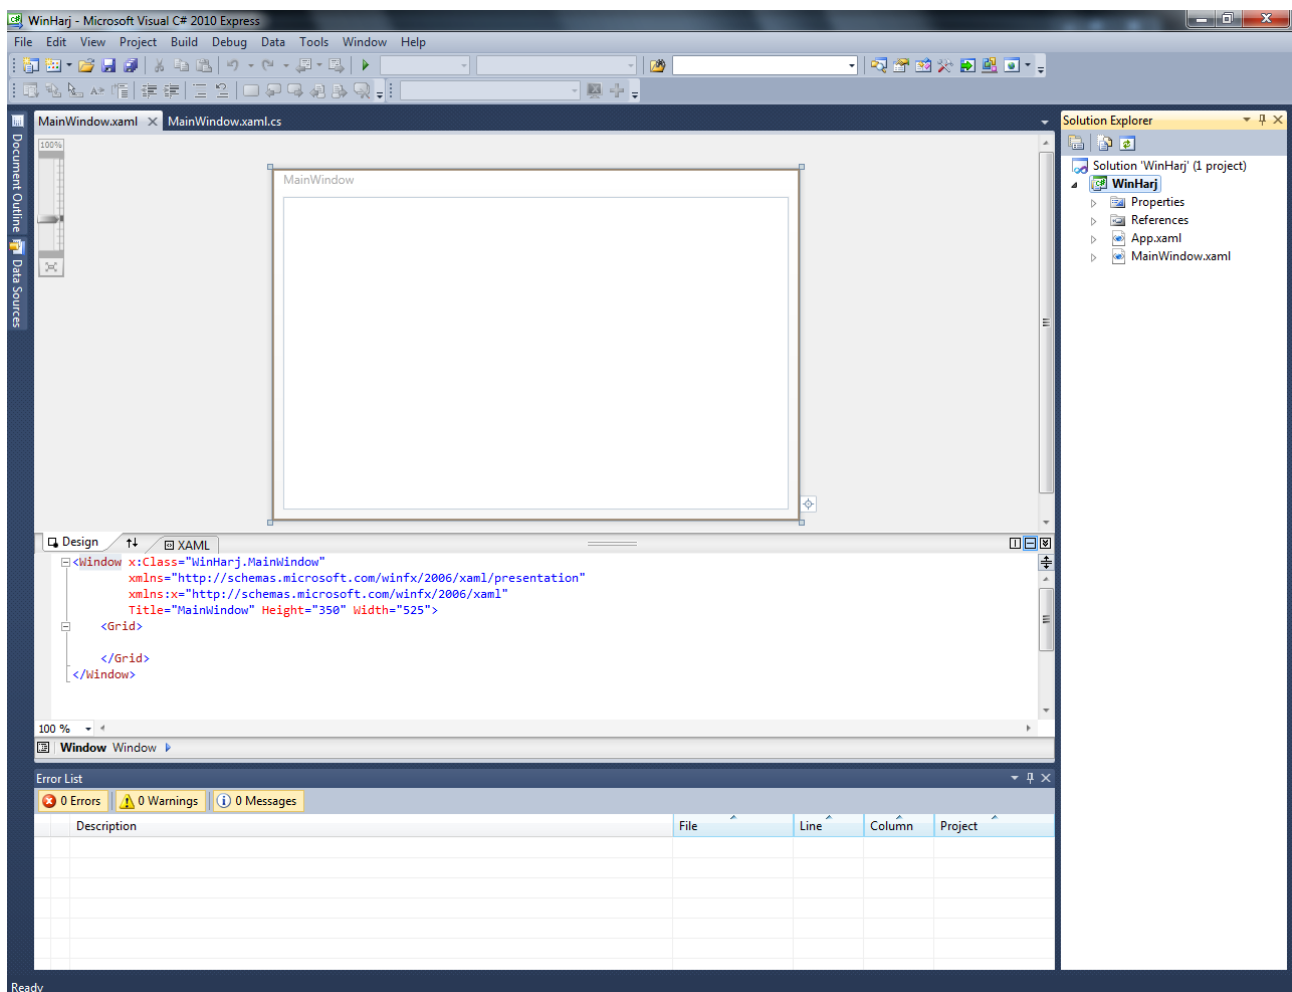 WinHarj - Microsoft Visual C# 2010 Express
File Edit View Project Build Debug Data Tools Window Help
Document Outline
Data Sources
MainWindow.xaml MainWindow.xaml.cs
100%
MainWindow
Design XAML
<Window x:Class="WinHarj.MainWindow"
xmlns="http://schemas.microsoft.com/winfx/2006/xaml/presentation"
xmlns:x="http://schemas.microsoft.com/winfx/2006/xaml"
Title="MainWindow" Height="350" Width="525">
<Grid>
</Grid>
</Window>
100 %
Window Window
Error List
0 Errors 0 Warnings 0 Messages
Description File Line Column Project
Solution Explorer
Solution 'WinHarj' (1 project)
WinHarj
Properties
References
App.xaml
MainWindow.xaml
Ready